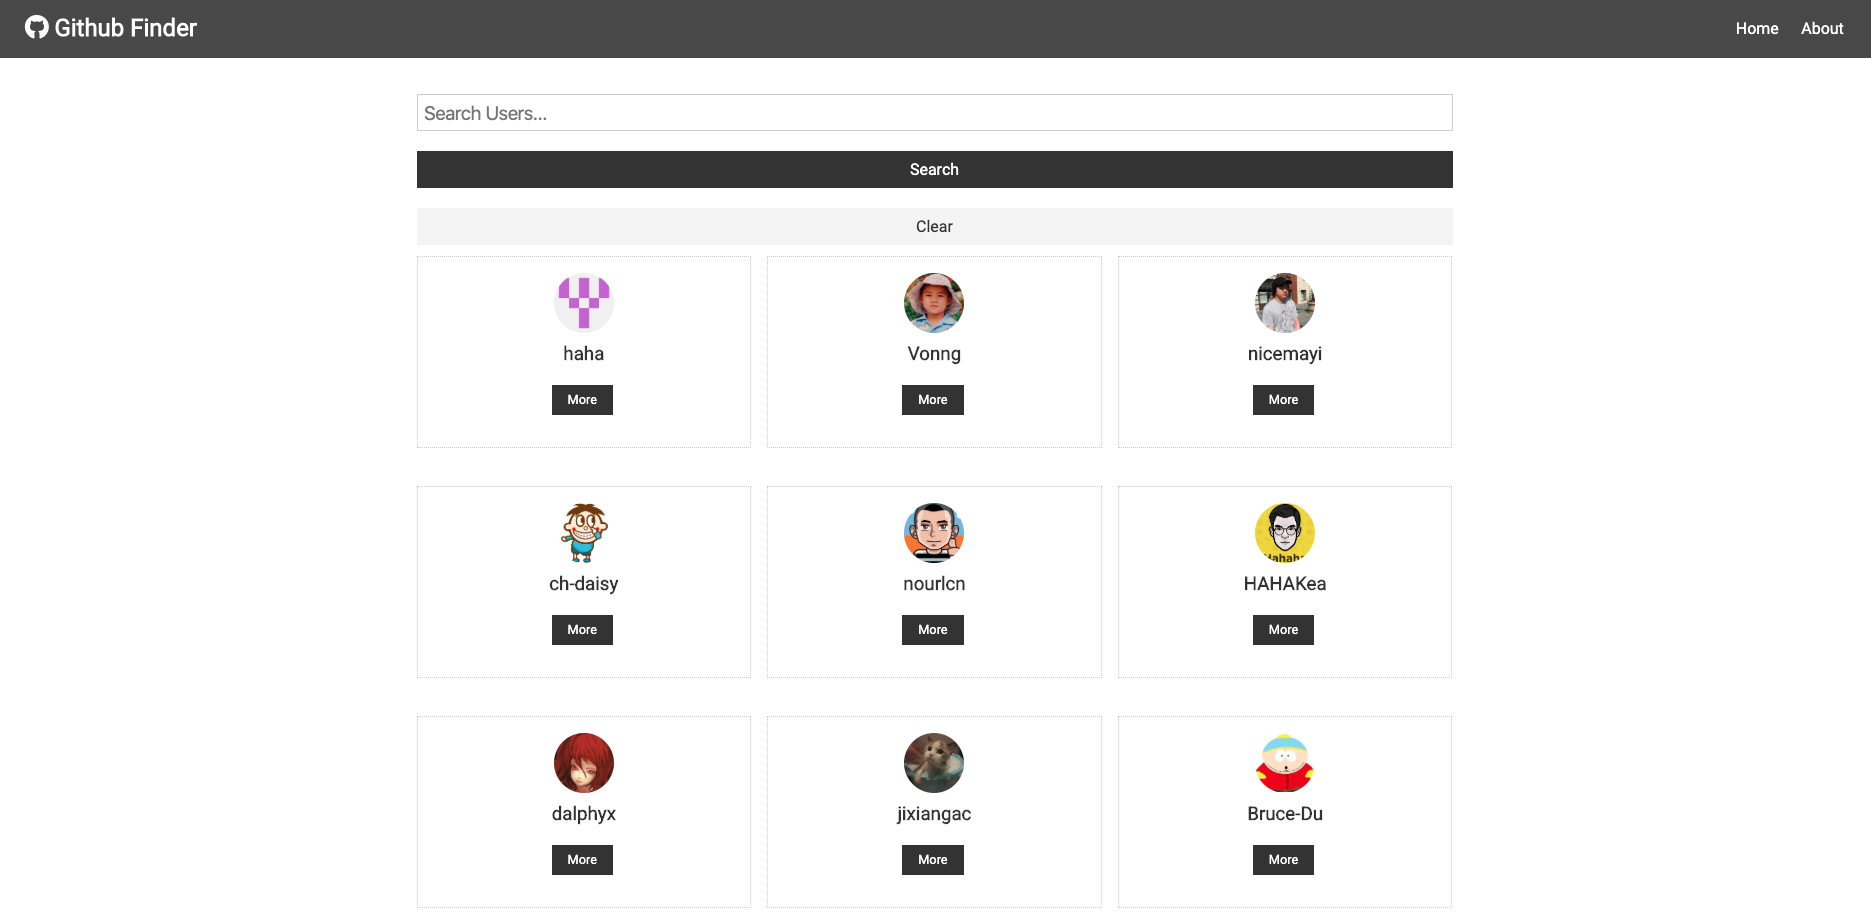 Github Finder
Home
About
Search Users...
Search
Clear
haha
Vonng
nicemayi
More
More
More
Hahaha
ch-daisy
nourlcn
HAHAKea
More
More
More
dalphyx
jixiangac
Bruce-Du
More
More
More